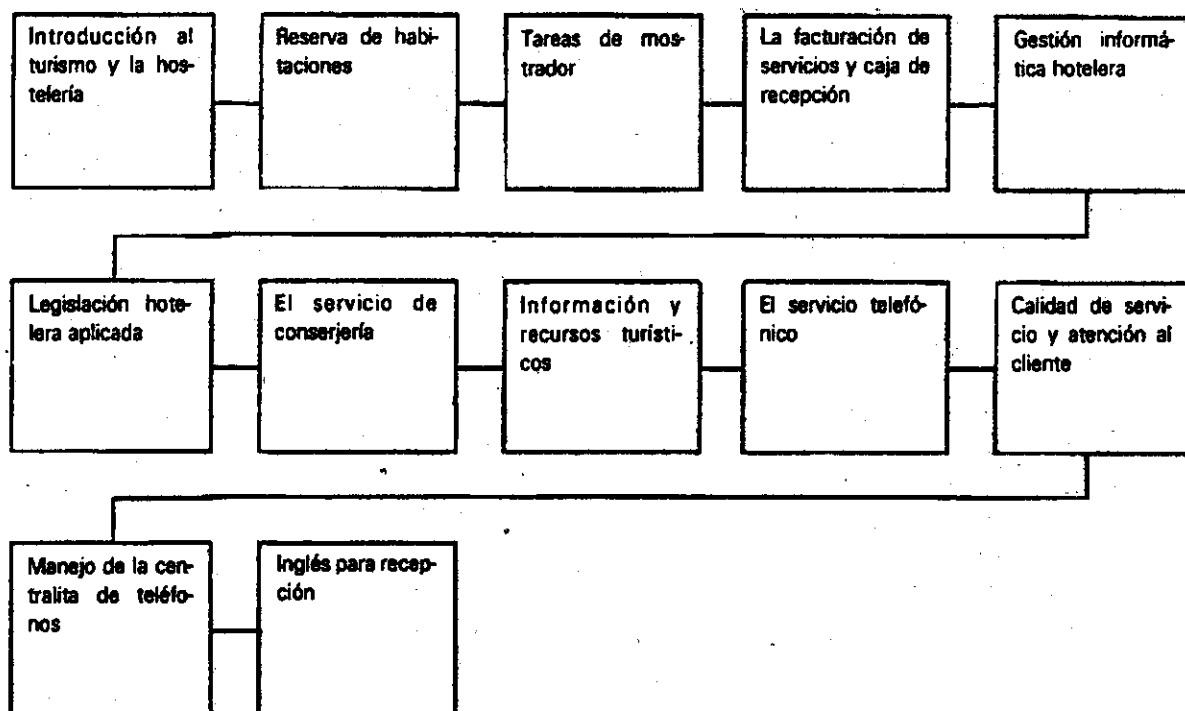 Introducción al
turismo y la hos-
telería
Reserva de habi-
taciones
Tareas de mos-
trador
La facturación de
servicios y caja de
recepción
Gestión informá-
tica hotelera
Legislación hote-
lera aplicada
El servicio de
conserjería
Información y
recursos turísti-
cos
El servicio telefó-
nico
Calidad de servi-
cio y atención al
cliente
Manejo de la cen-
tralita de teléfo-
nos
Inglés para recep-
ción